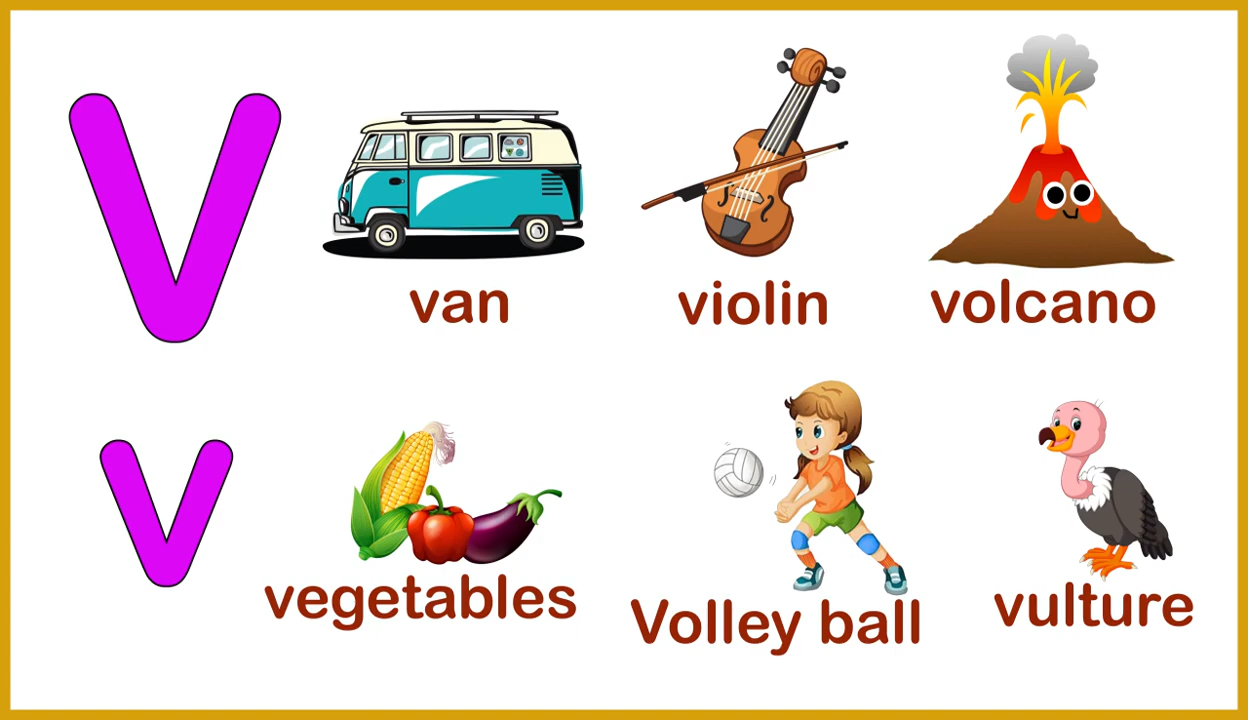 V
van
violin
volcano
v
vegetables
Volley ball
vulture